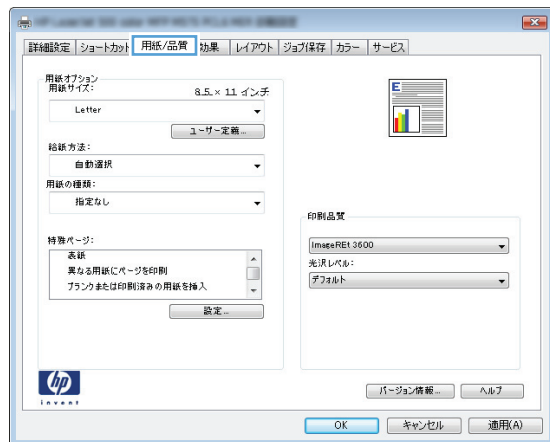 詳細設定 ショートカット 用紙/品質 効果 レイアウト ジョブ保存 カラー サービス
用紙オプション
用紙サイズ: 8.5 × 11 インチ
Letter
ユーザー定義...
給紙方法:
自動選択
用紙の種類:
指定なし
特殊ページ:
表紙
異なる用紙にページを印刷
ブランクまたは印刷済みの用紙を挿入
設定...
E
印刷品質
ImageREt 3600
光沢レベル:
デフォルト
hp
invent
バージョン情報... ヘルプ
OK キャンセル 適用(A)